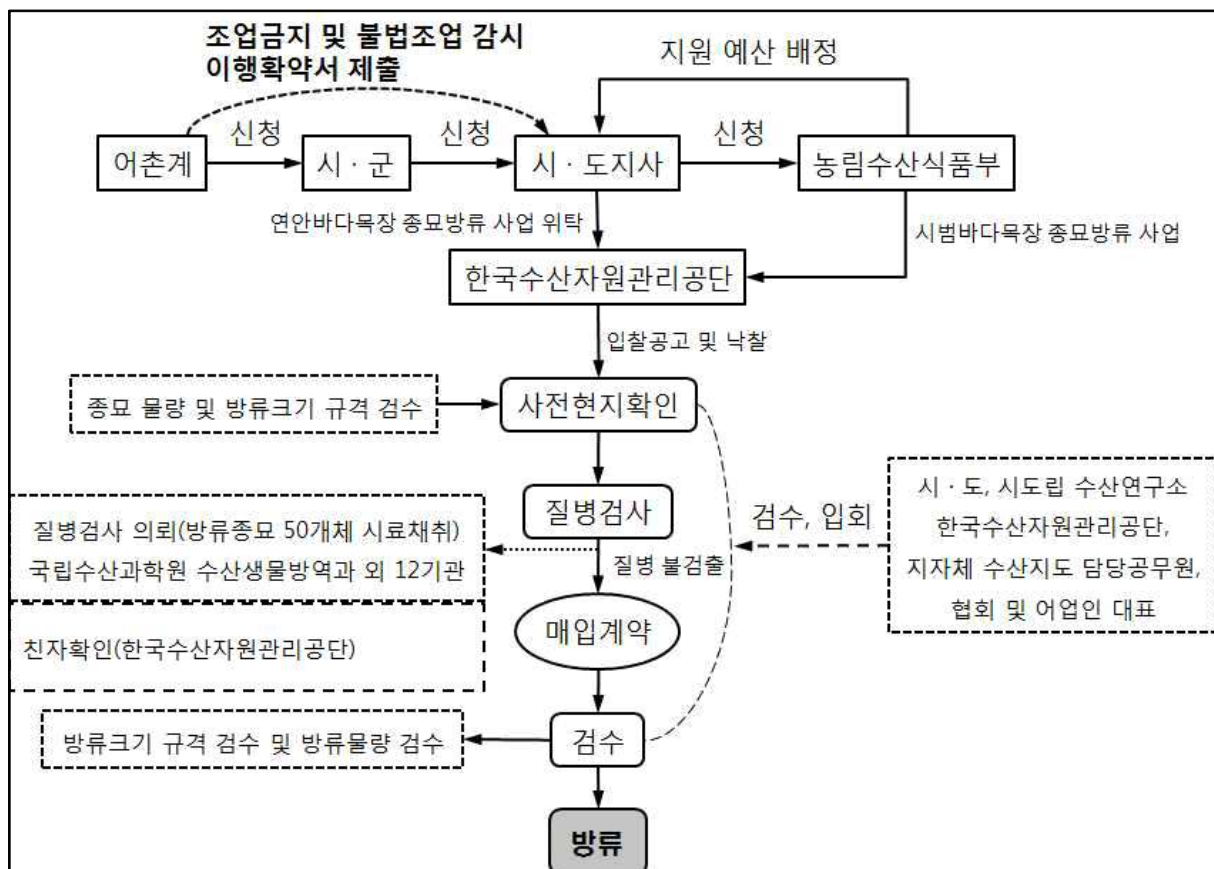 조업금지 및 불법조업 감시
이행확약서 제출
지원 예산 배정
신청
신청
신청
어촌계
시 · 군
시 · 도지사
농림수산식품부
연안바다목장 종묘방류 사업 위탁
시범바다목장 종묘방류 사업
한국수산자원관리공단
입찰공고 및 낙찰
종묘 물량 및 방류크기 규격 검수
사전현지확인
질병검사
질병검사 의뢰(방류종묘 50개체 시료채취)
국립수산과학원 수산생물방역과 외 12기관
질병 불검출
검수, 입회
시 · 도, 시도립 수산연구소
한국수산자원관리공단,
지자체 수산지도 담당공무원,
협회 및 어업인 대표
매입계약
친자확인(한국수산자원관리공단)
방류크기 규격 검수 및 방류물량 검수
검수
방류